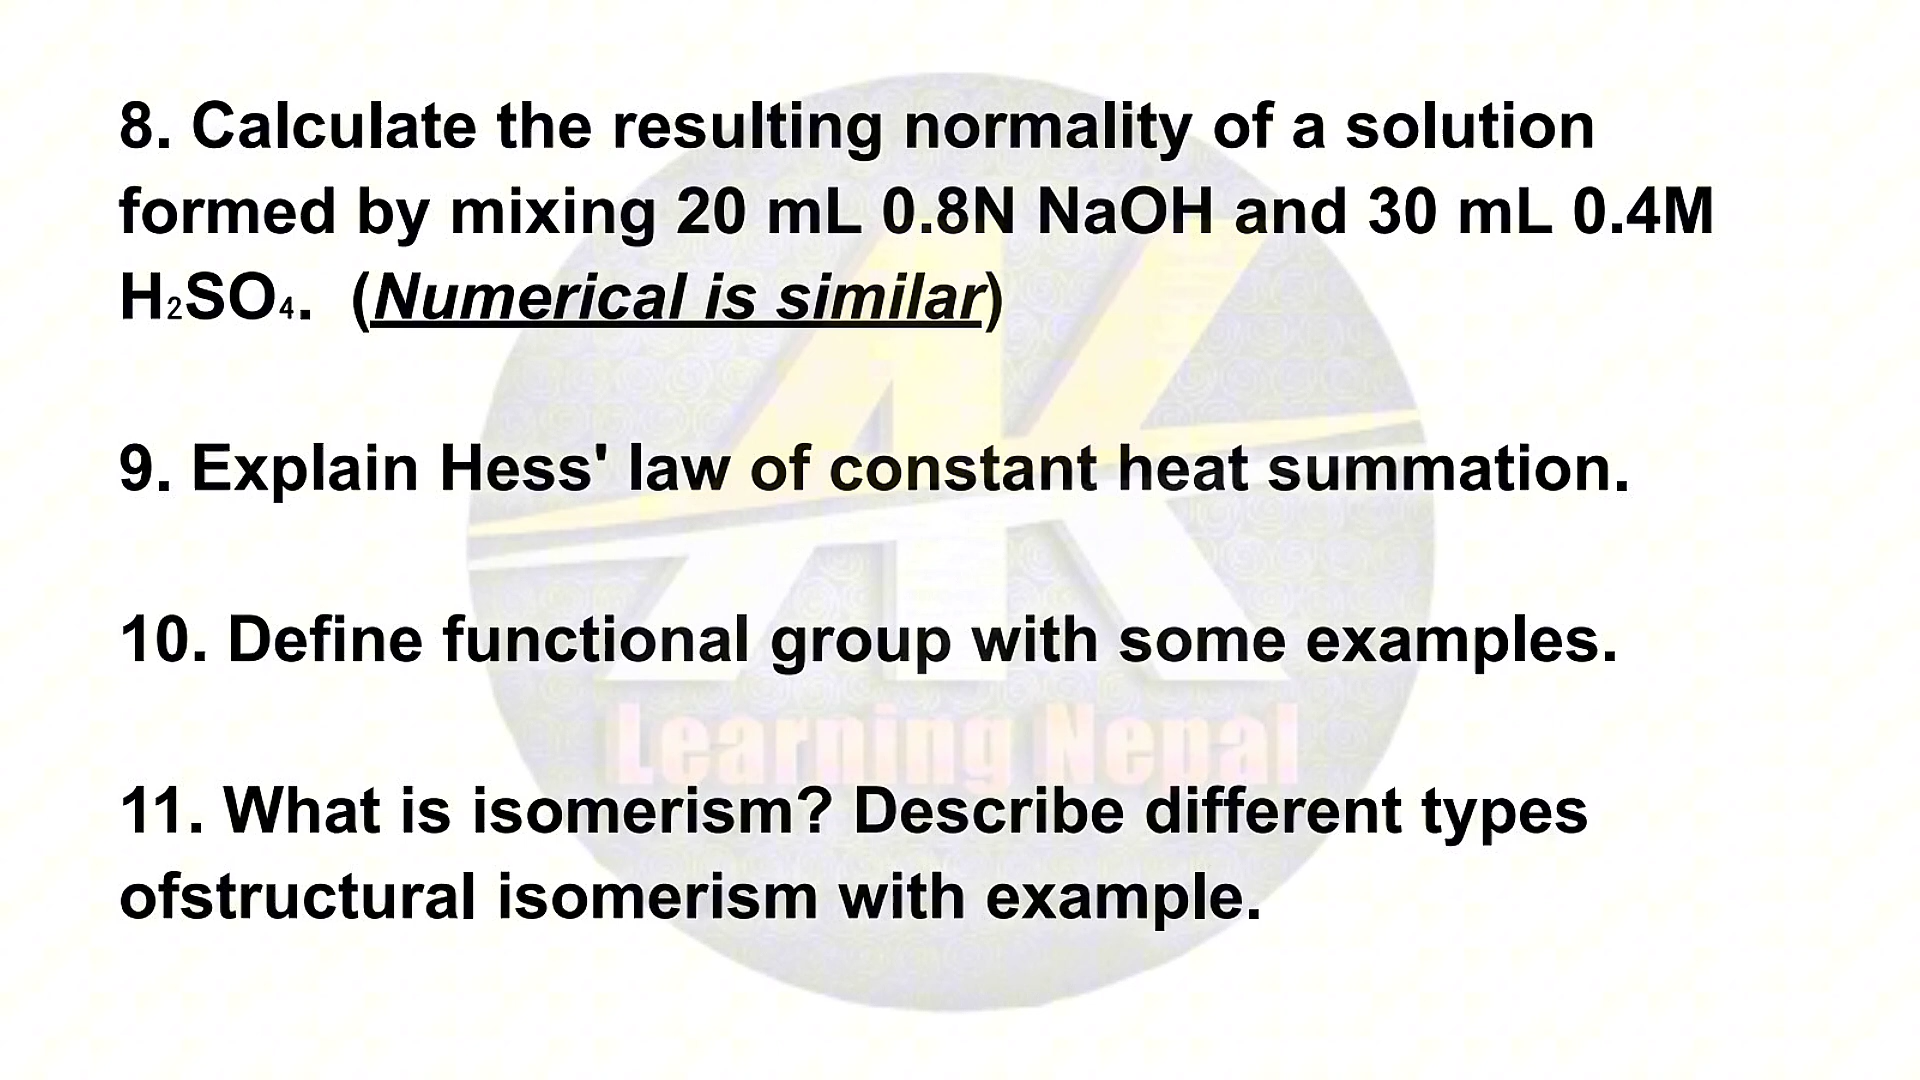 8. Calculate the resulting normality of a solution
formed by mixing 20 mL 0.8N NaOH and 30 mL 0.4M
H₂SO₄. (Numerical is similar)
9. Explain Hess' law of constant heat summation.
10. Define functional group with some examples.
Learning Nepal
11. What is isomerism? Describe different types
ofstructural isomerism with example.